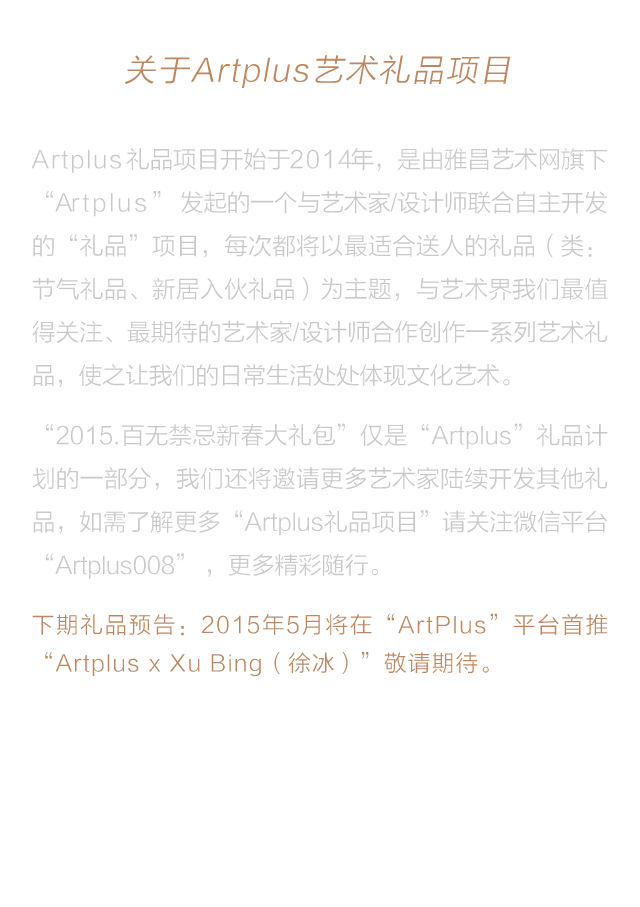 关于Artplus艺术礼品项目
Artplus礼品项目开始于2014年，是由雅昌艺术网旗下
“Artplus” 发起的一个与艺术家/设计师联合自主开发
的“礼品”项目，每次都将以最适合送人的礼品（类：
节气礼品、新居入伙礼品）为主题，与艺术界我们最值
得关注、最期待的艺术家/设计师合作创作一系列艺术礼
品，使之让我们的日常生活处处体现文化艺术。
“2015.百无禁忌新春大礼包”仅是“Artplus”礼品计
划的一部分，我们还将邀请更多艺术家陆续开发其他礼
品，如需了解更多“Artplus礼品项目”请关注微信平台
“Artplus008” ，更多精彩随行。
下期礼品预告：2015年5月将在“ArtPlus”平台首推
“Artplus x Xu Bing（徐冰）”敬请期待。